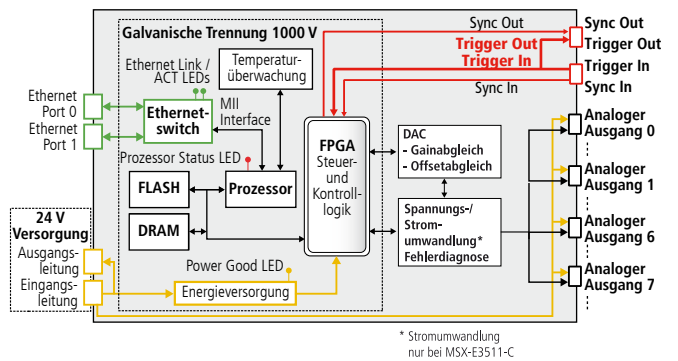 Galvanische Trennung 1000 V
Ethernet Link /
ACT LEDs
Temperatur-
überwachung
Sync Out
Trigger Out
Trigger In
Sync In
Sync Out
Trigger Out
Trigger In
Sync In
Ethernet
Port 0
Ethernet
Port 1
Ethernet-
switch
MII
Interface
Prozessor Status LED
FLASH
Prozessor
DRAM
FPGA
Steuer-
und
Kontroll-
logik
DAC
- Gainabgleich
- Offsetabgleich
Spannungs-/
Strom-
umwandlung*
Fehlerdiagnose
Analoger
Ausgang 0
Analoger
Ausgang 1
Analoger
Ausgang 6
Analoger
Ausgang 7
24 V
Versorgung
Ausgangs-
leitung
Eingangs-
leitung
Power Good LED
Energieversorgung
* Stromumwandlung
nur bei MSX-E3511-C